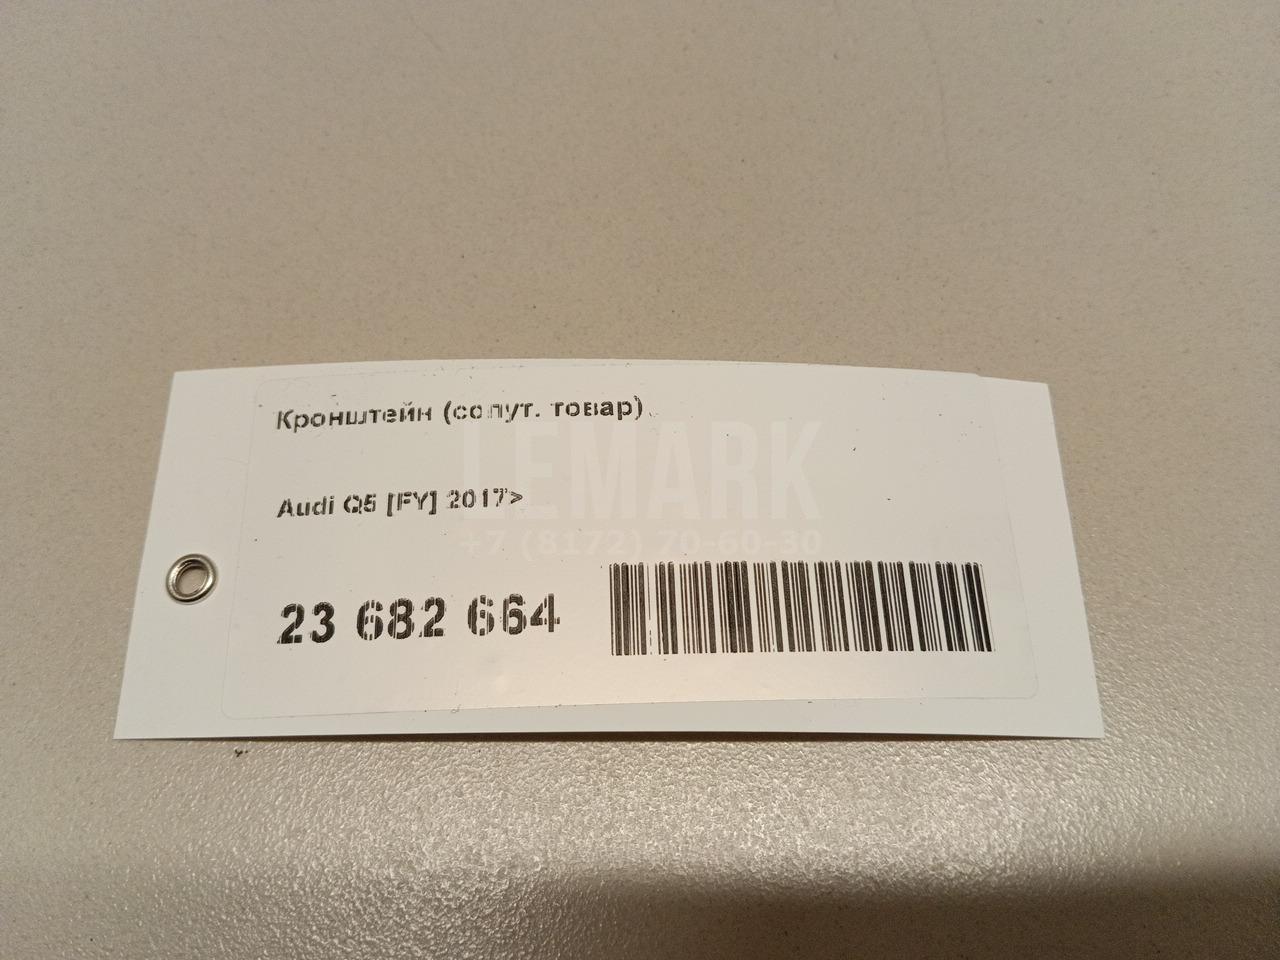 Кронштейн (сопут. товар)
LEMARK
Audi Q5 [FY] 2017>
+7 (8172) 70-60-30
23 682 664